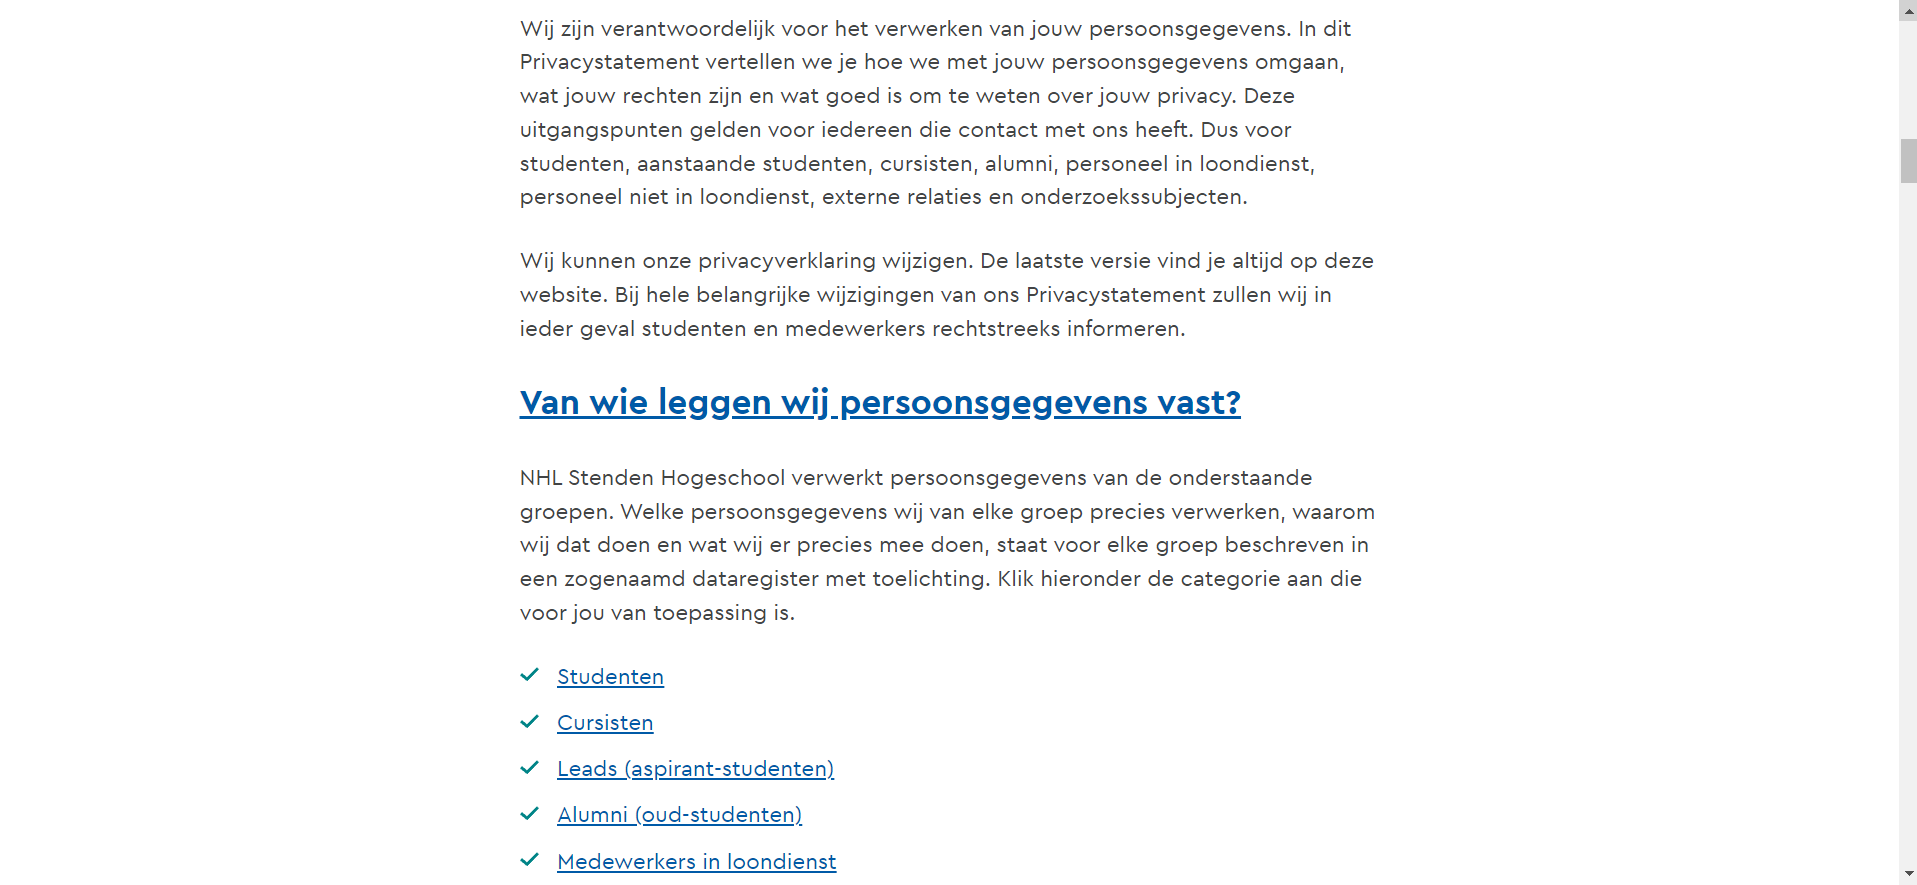 Wij zijn verantwoordelijk voor het verwerken van jouw persoonsgegevens. In dit
Privacystatement vertellen we je hoe we met jouw persoonsgegevens omgaan,
wat jouw rechten zijn en wat goed is om te weten over jouw privacy. Deze
uitgangspunten gelden voor iedereen die contact met ons heeft. Dus voor
studenten, aanstaande studenten, cursisten, alumni, personeel in loondienst,
personeel niet in loondienst, externe relaties en onderzoekssubjecten.
Wij kunnen onze privacyverklaring wijzigen. De laatste versie vind je altijd op deze
website. Bij hele belangrijke wijzigingen van ons Privacystatement zullen wij in
ieder geval studenten en medewerkers rechtstreeks informeren.
Van wie leggen wij persoonsgegevens vast?
NHL Stenden Hogeschool verwerkt persoonsgegevens van de onderstaande
groepen. Welke persoonsgegevens wij van elke groep precies verwerken, waarom
wij dat doen en wat wij er precies mee doen, staat voor elke groep beschreven in
een zogenaamd dataregister met toelichting. Klik hieronder de categorie aan die
voor jou van toepassing is.
Studenten
Cursisten
Leads (aspirant-studenten)
Alumni (oud-studenten)
Medewerkers in loondienst